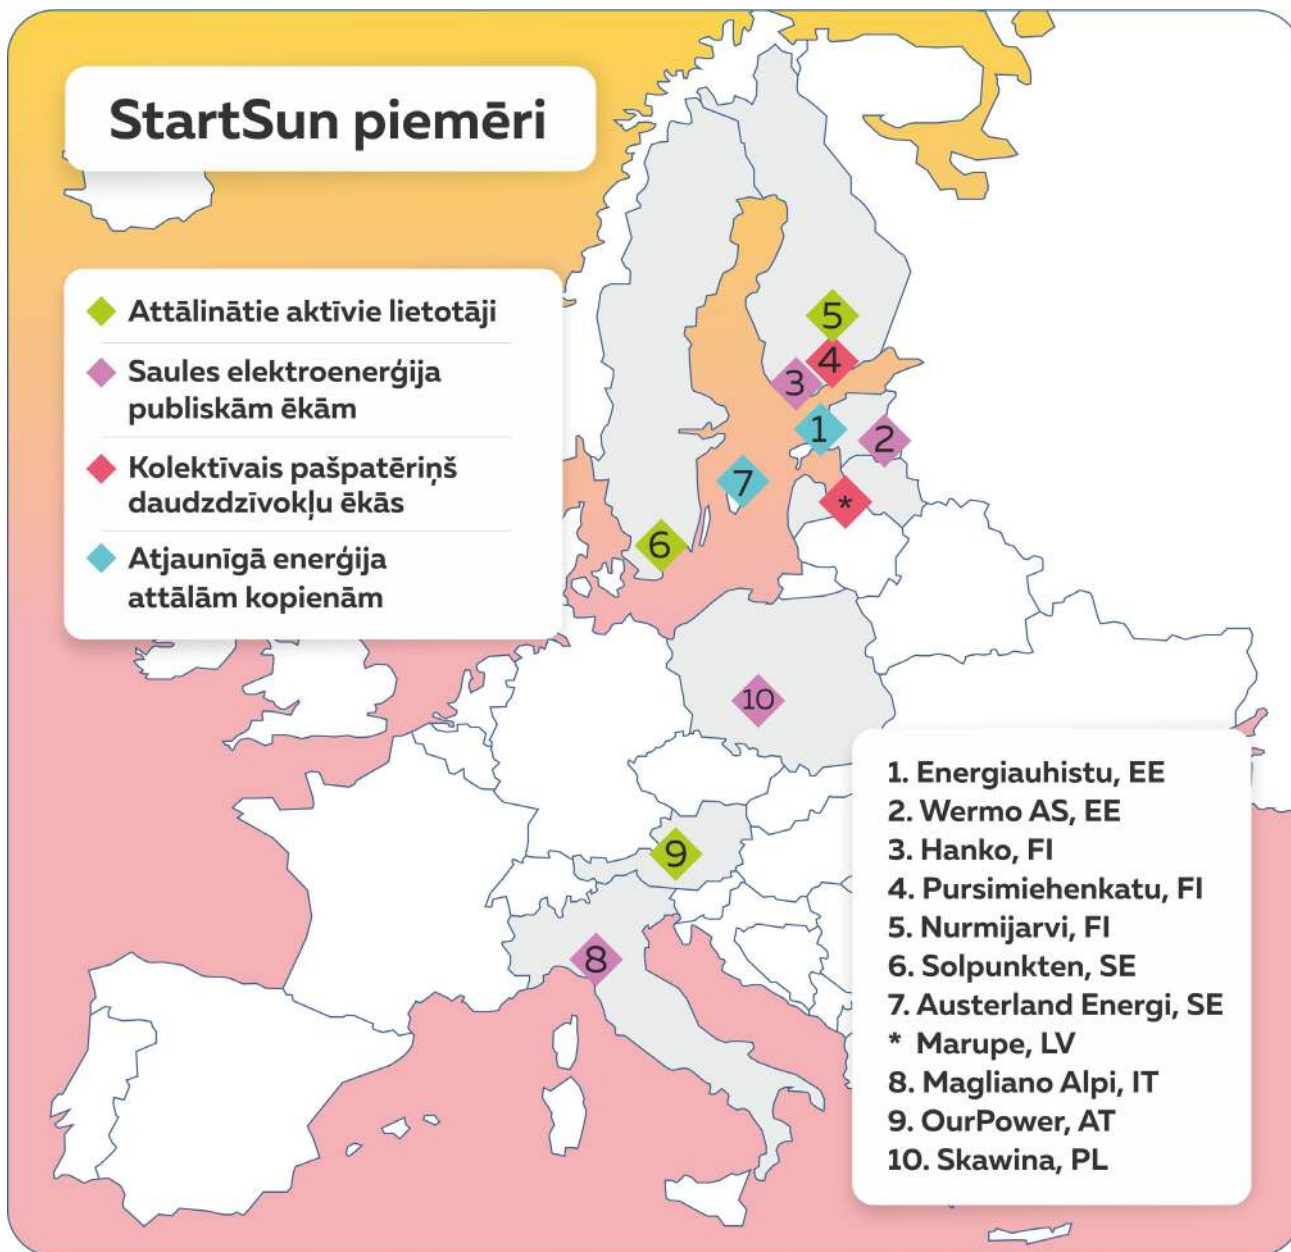 StartSun piemēri
Attālinātie aktīvie lietotāji
Saules elektroenerģija
publiskām ēkām
Kolektīvais pašpatēriņš
daudzdzīvokļu ēkās
Atjaunīgā enerģija
attālām kopienām
5
4
3
1
2
7
*
6
10
9
8
1. Energiauhistu, EE
2. Wermo AS, EE
3. Hanko, FI
4. Pursimiehenkatu, FI
5. Nurmijarvi, FI
6. Solpunkten, SE
7. Austerland Energi, SE
* Marupe, LV
8. Magliano Alpi, IT
9. OurPower, AT
10. Skawina, PL